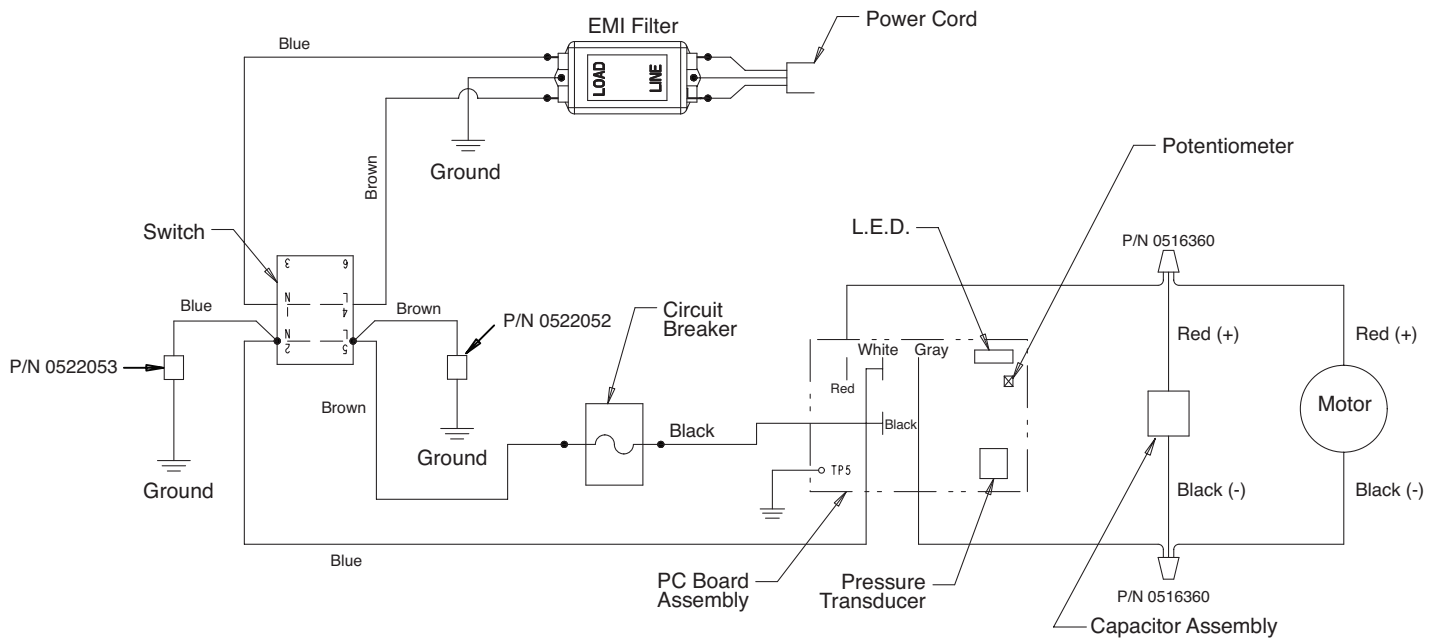 Power Cord
EMI Filter
Blue
LOAD
LINE
Ground
Brown
Potentiometer
Switch
L.E.D.
P/N 0516360
3
6
N
L
1
4
N
L
2
5
Blue
Brown
P/N 0522052
Circuit
Breaker
Red (+)
Red (+)
P/N 0522053
White
Gray
Red
Motor
Brown
Black
Black
Ground
TP5
Ground
Black (-)
Black (-)
Blue
PC Board
Assembly
Pressure
Transducer
P/N 0516360
Capacitor Assembly